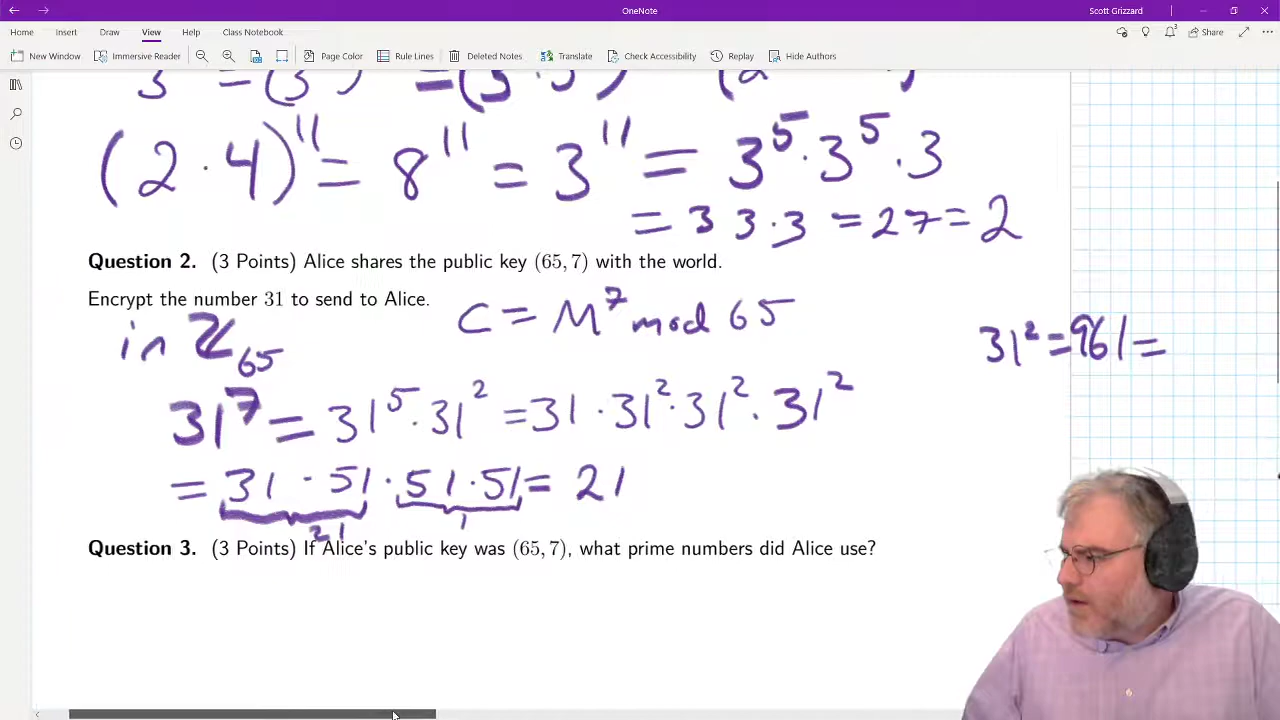 OneNote
Scott Grizzard
Home Insert Draw View Help Class Notebook Share
New Window Immersive Reader Page Color Rule Lines Deleted Notes Translate Check Accessibility Replay Hide Authors
(2·4)¹¹ = 8¹¹ = 3¹¹ = 3⁵·3⁵·3
= 3 3·3 = 27 = 2
Question 2. (3 Points) Alice shares the public key (65, 7) with the world.
Encrypt the number 31 to send to Alice.
C = M⁷ mod 65
in ℤ₆₅
31² = 961 =
31⁷ = 31⁵·31² = 31·31²·31²·31²
= 31·51·51·51 = 21
21 1
Question 3. (3 Points) If Alice's public key was (65, 7), what prime numbers did Alice use?